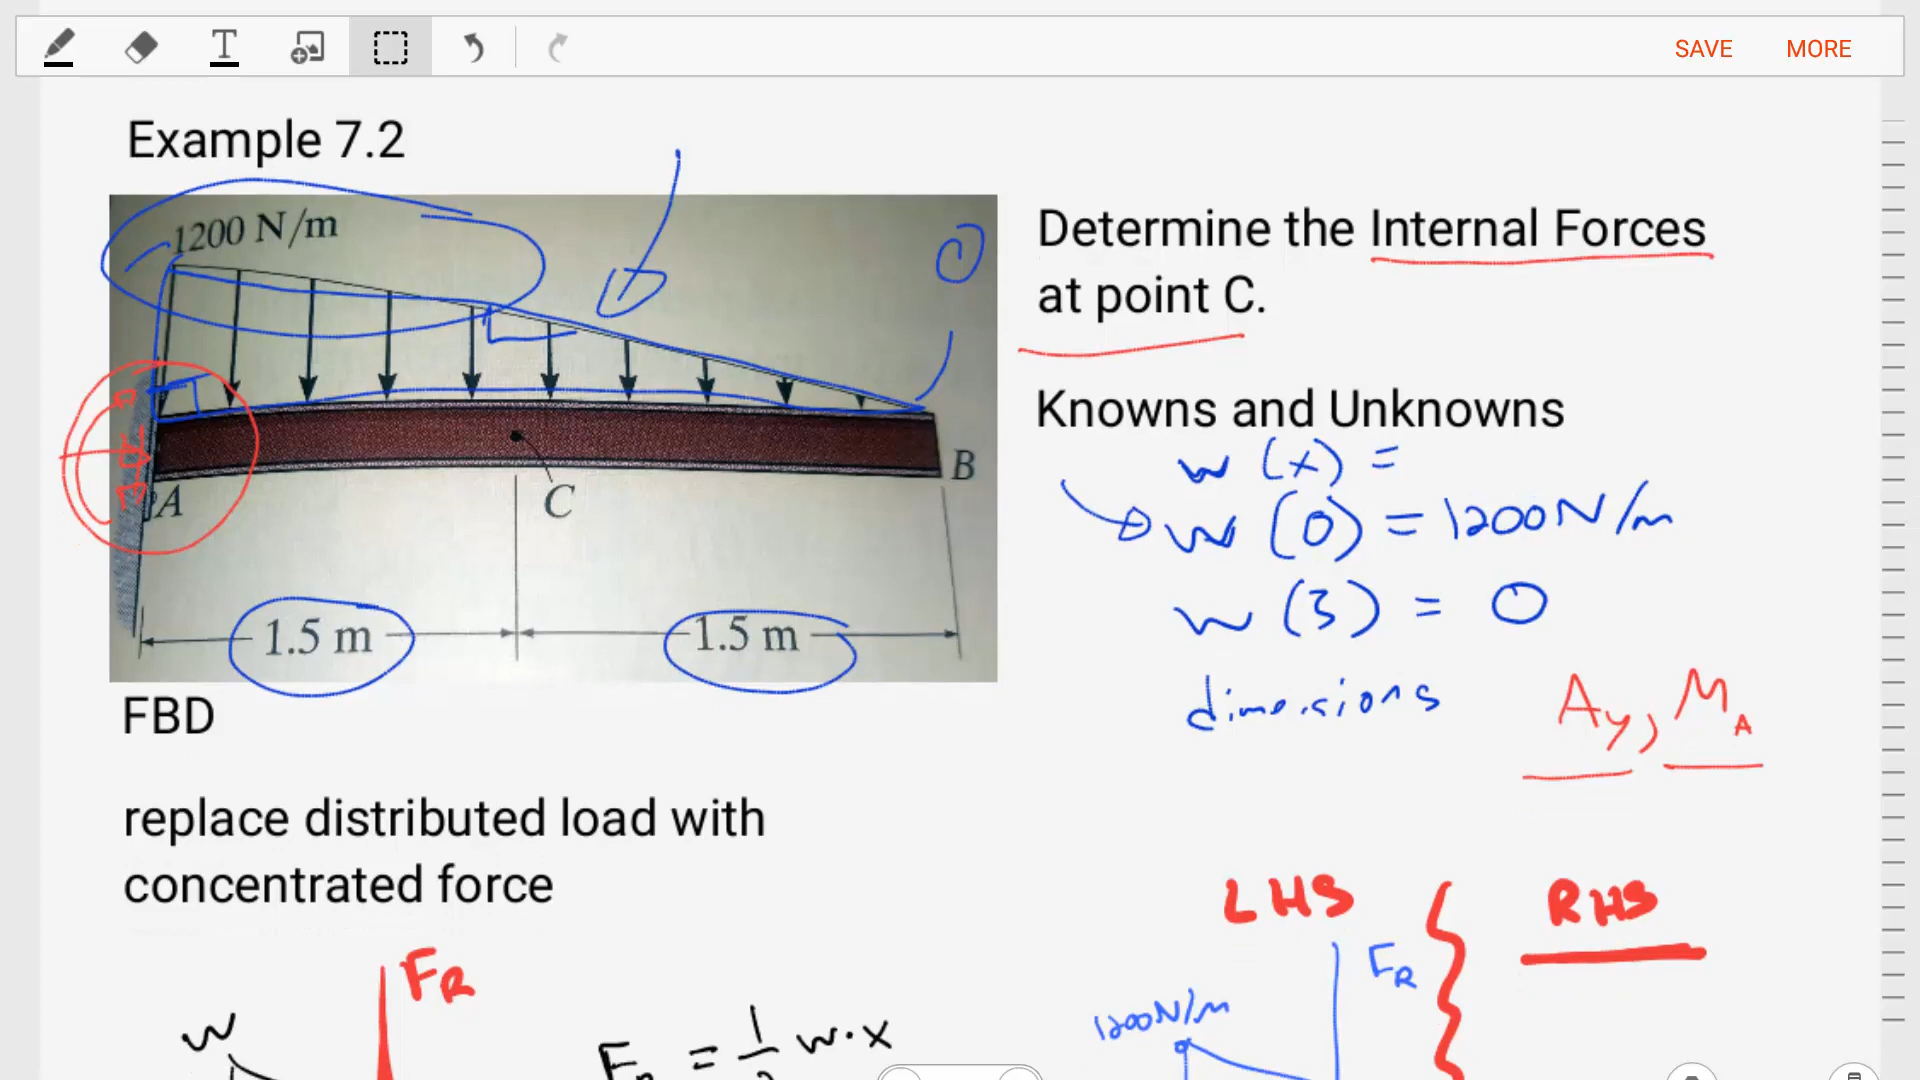 T SAVE MORE
Example 7.2
1200 N/m
Determine the Internal Forces
at point C.
Knowns and Unknowns
w (x) =
w (0) = 1200 N/m
w (3) = 0
dimensions
A
C
B
1.5 m 1.5 m
Ay, MA
FBD
replace distributed load with
concentrated force
LHS RHS
FR
FR
1200N/m
w
FR = 1/2 w·x